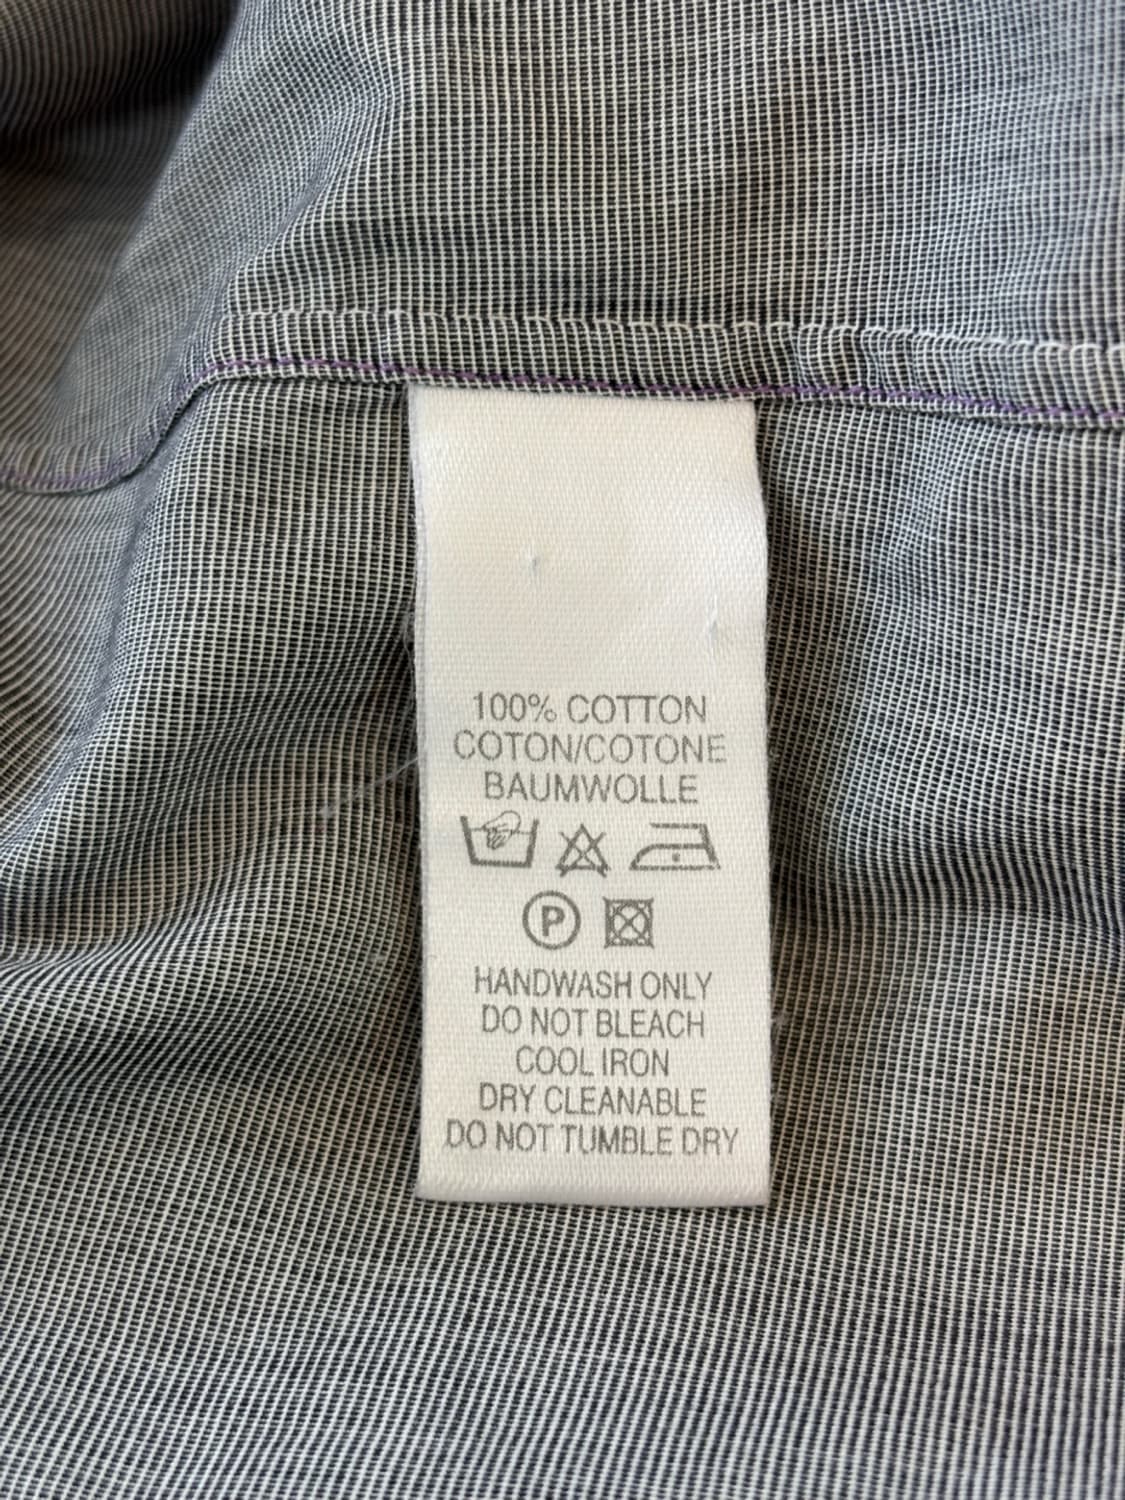 100% COTTON
COTON/COTONE
BAUMWOLLE
P
HANDWASH ONLY
DO NOT BLEACH
COOL IRON
DRY CLEANABLE
DO NOT TUMBLE DRY